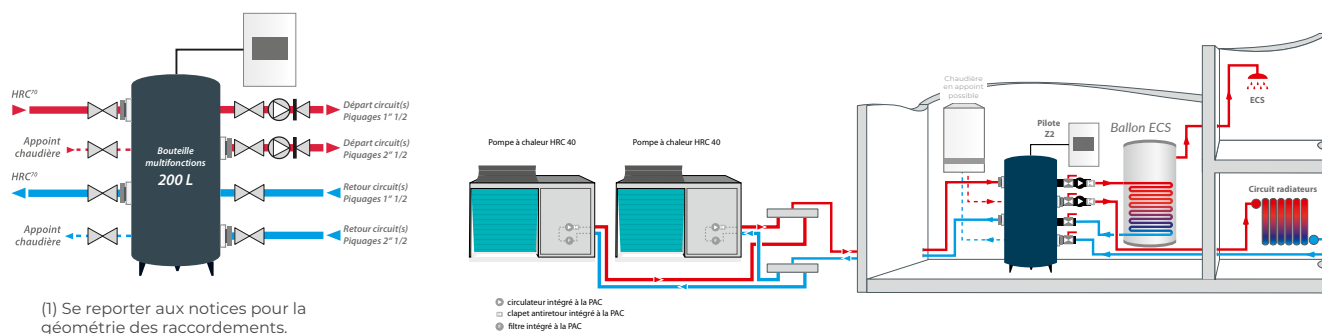 HRC⁷⁰
Appoint
chaudière
HRC⁷⁰
Appoint
chaudière
Bouteille
multifonctions
200 L
Départ circuit(s)
Piquages 1" 1/2
Départ circuit(s)
Piquages 2" 1/2
Retour circuit(s)
Piquages 1" 1/2
Retour circuit(s)
Piquages 2" 1/2
(1) Se reporter aux notices pour la
géométrie des raccordements.
Pompe à chaleur HRC 40
Pompe à chaleur HRC 40
circulateur intégré à la PAC
clapet antiretour intégré à la PAC
filtre intégré à la PAC
Chaudière
en appoint
possible
Pilote
Z2
Ballon ECS
ECS
Circuit radiateurs